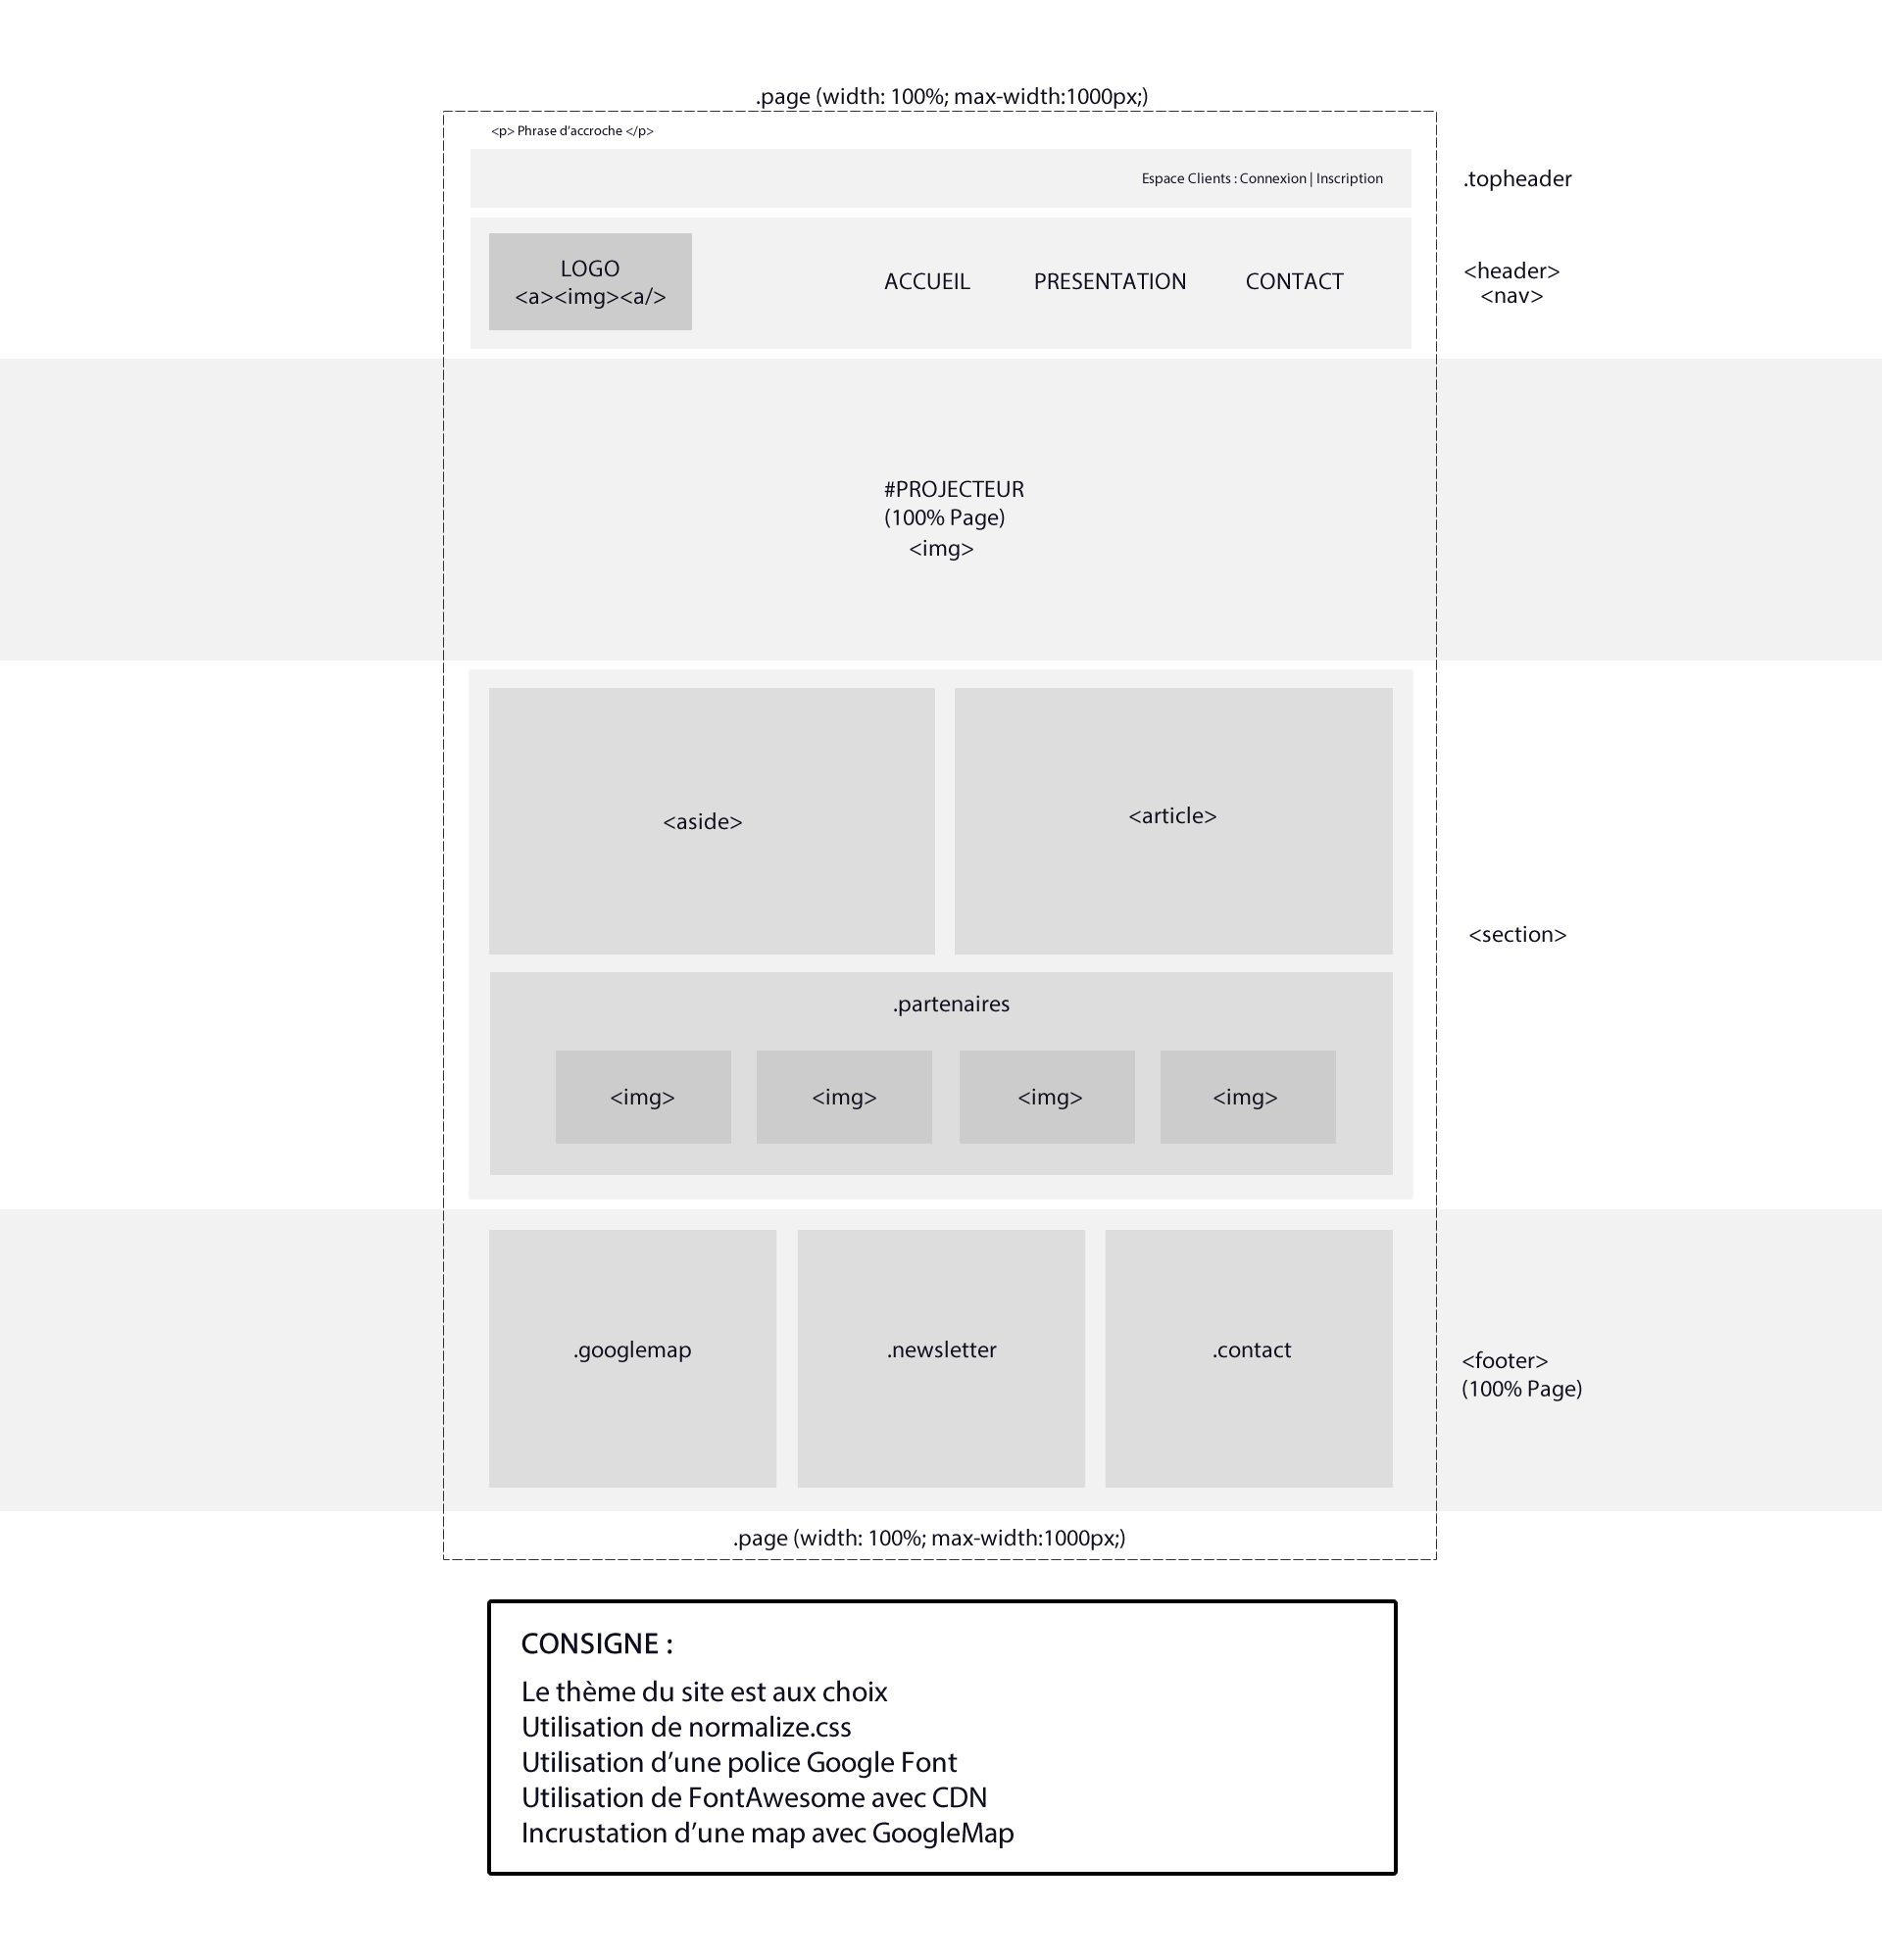 .page (width: 100%; max-width:1000px;)
<p> Phrase d'accroche </p>
Espace Clients : Connexion | Inscription
.topheader
LOGO
<a><img><a/>
ACCUEIL PRESENTATION CONTACT
<header>
<nav>
#PROJECTEUR
(100% Page)
<img>
<aside>
<article>
<section>
.partenaires
<img> <img> <img> <img>
.googlemap
.newsletter
.contact
<footer>
(100% Page)
.page (width: 100%; max-width:1000px;)
CONSIGNE :
Le thème du site est aux choix
Utilisation de normalize.css
Utilisation d’une police Google Font
Utilisation de FontAwesome avec CDN
Incrustation d’une map avec GoogleMap